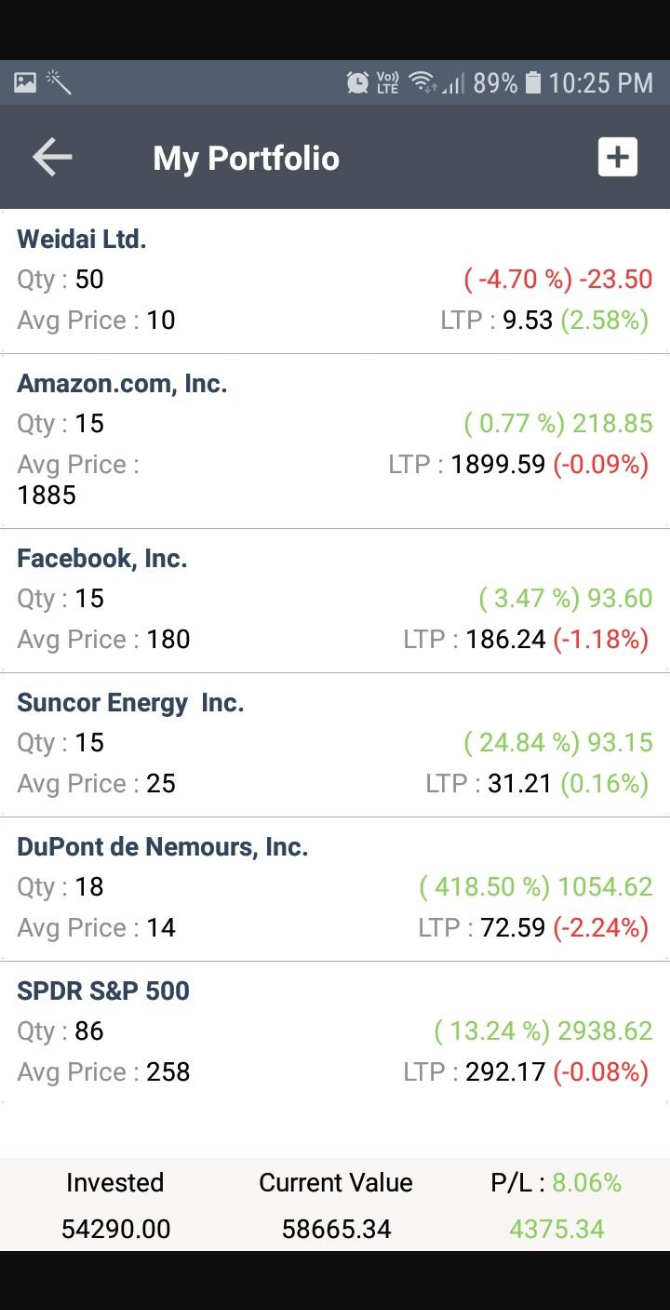 Vo)) LTE 89% 10:25 PM
My Portfolio
Weidai Ltd.
Qty : 50 ( -4.70 %) -23.50
Avg Price : 10 LTP : 9.53 (2.58%)
Amazon.com, Inc.
Qty : 15 ( 0.77 %) 218.85
Avg Price : LTP : 1899.59 (-0.09%)
1885
Facebook, Inc.
Qty : 15 ( 3.47 %) 93.60
Avg Price : 180 LTP : 186.24 (-1.18%)
Suncor Energy  Inc.
Qty : 15 ( 24.84 %) 93.15
Avg Price : 25 LTP : 31.21 (0.16%)
DuPont de Nemours, Inc.
Qty : 18 ( 418.50 %) 1054.62
Avg Price : 14 LTP : 72.59 (-2.24%)
SPDR S&P 500
Qty : 86 ( 13.24 %) 2938.62
Avg Price : 258 LTP : 292.17 (-0.08%)
Invested Current Value P/L : 8.06%
54290.00 58665.34 4375.34